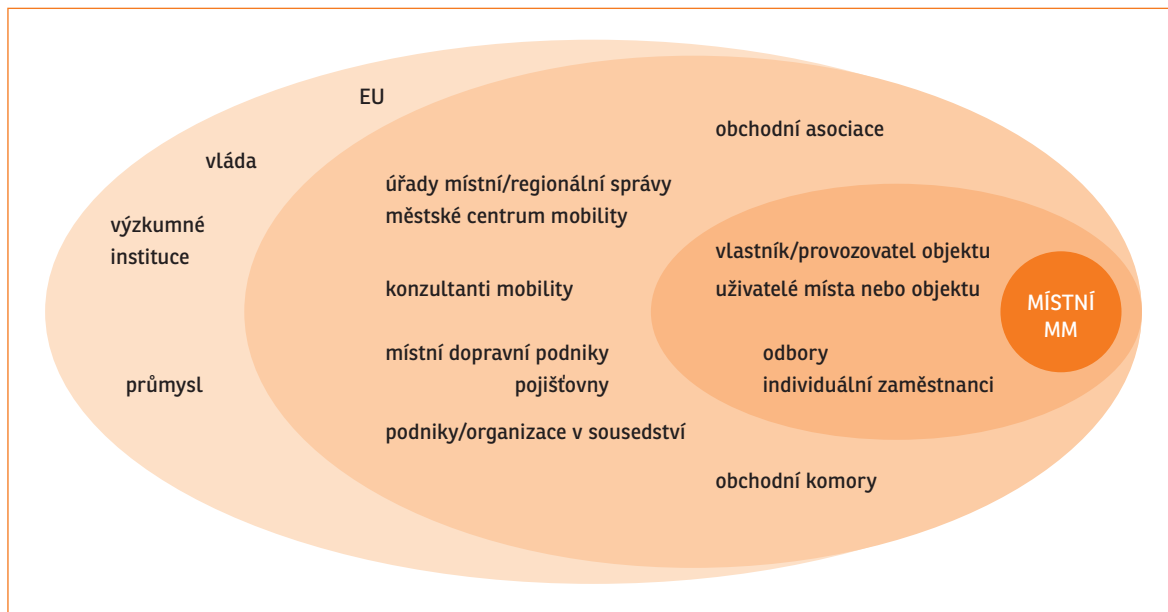 EU
obchodní asociace
vláda
úřady místní/regionální správy
městské centrum mobility
výzkumné
instituce
vlastník/provozovatel objektu
konzultanti mobility
uživatelé místa nebo objektu
MÍSTNÍ
MM
místní dopravní podniky
odbory
průmysl
pojišťovny
individuální zaměstnanci
podniky/organizace v sousedství
obchodní komory